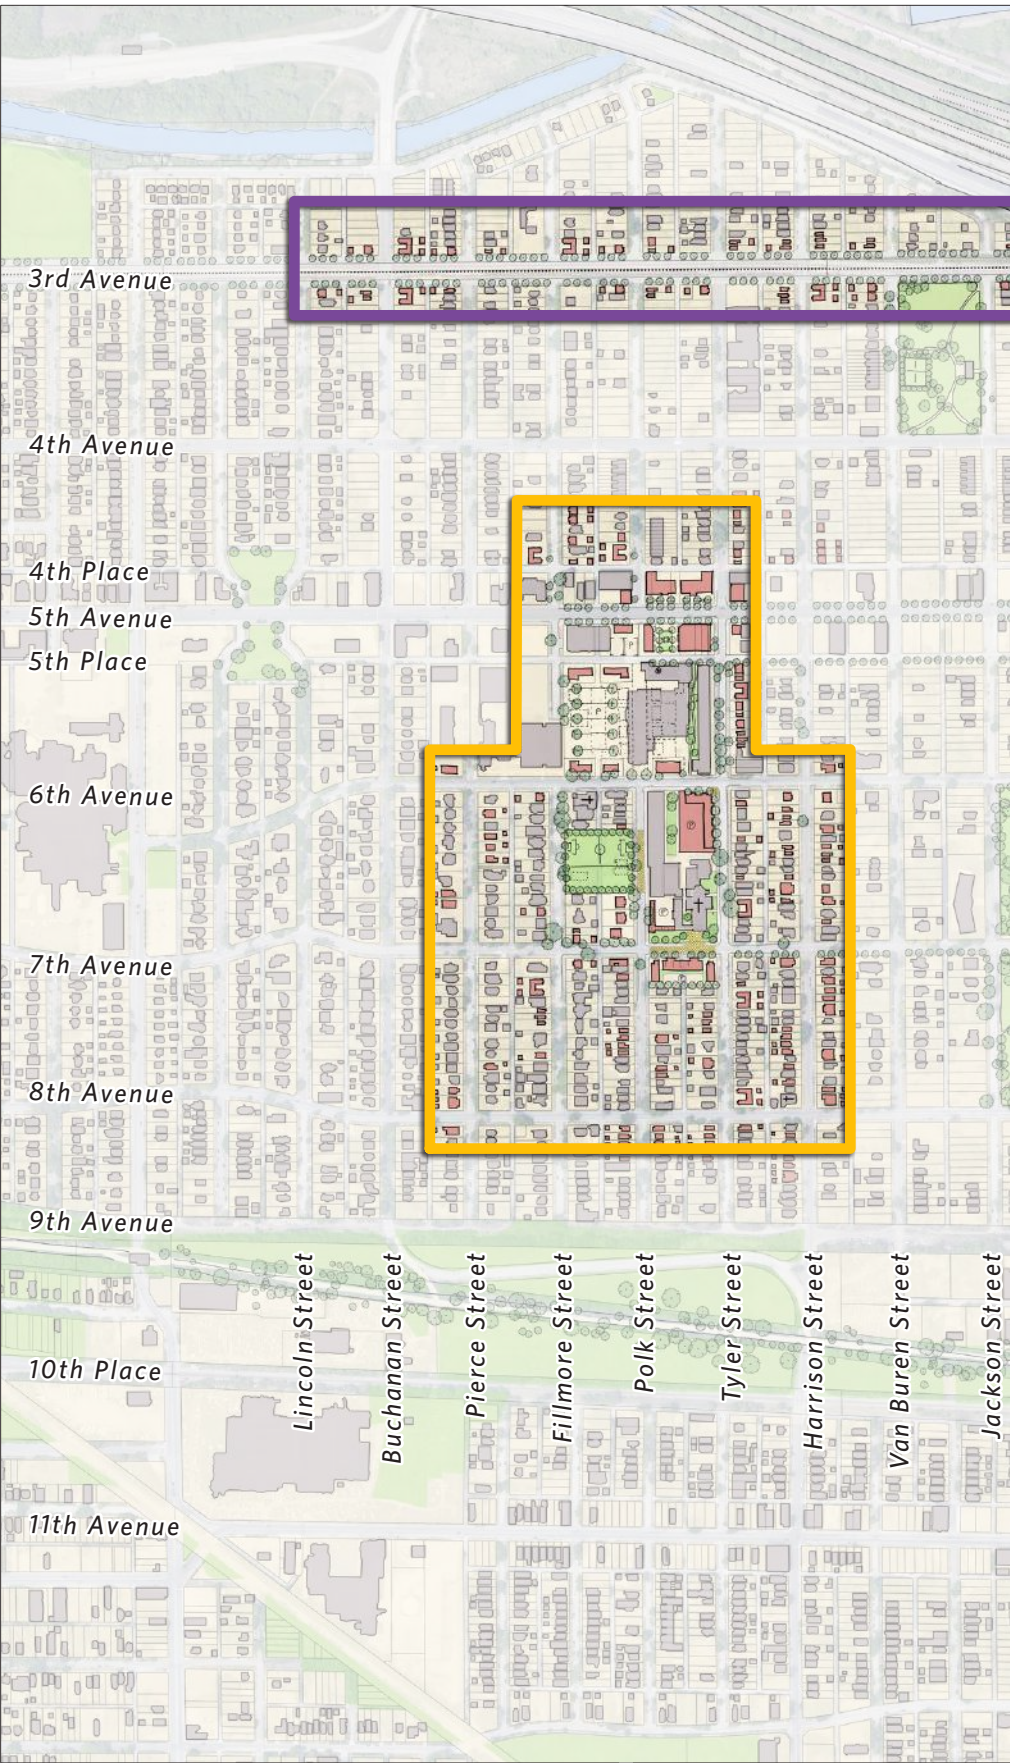 3rd Avenue
4th Avenue
4th Place
5th Avenue
5th Place
6th Avenue
7th Avenue
8th Avenue
9th Avenue
10th Place
11th Avenue
Lincoln Street
Buchanan Street
Pierce Street
Fillmore Street
Polk Street
Tyler Street
Harrison Street
Van Buren Street
Jackson Street